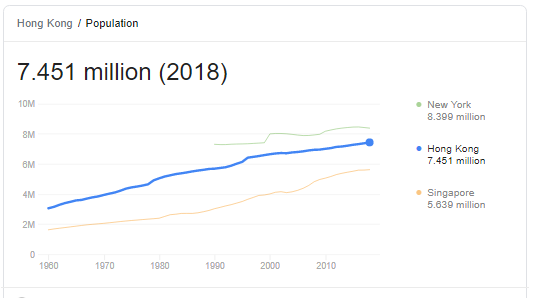 Hong Kong / Population
7.451 million (2018)
10M
8M
6M
4M
2M
0
1960 1970 1980 1990 2000 2010
New York
8.399 million
Hong Kong
7.451 million
Singapore
5.639 million